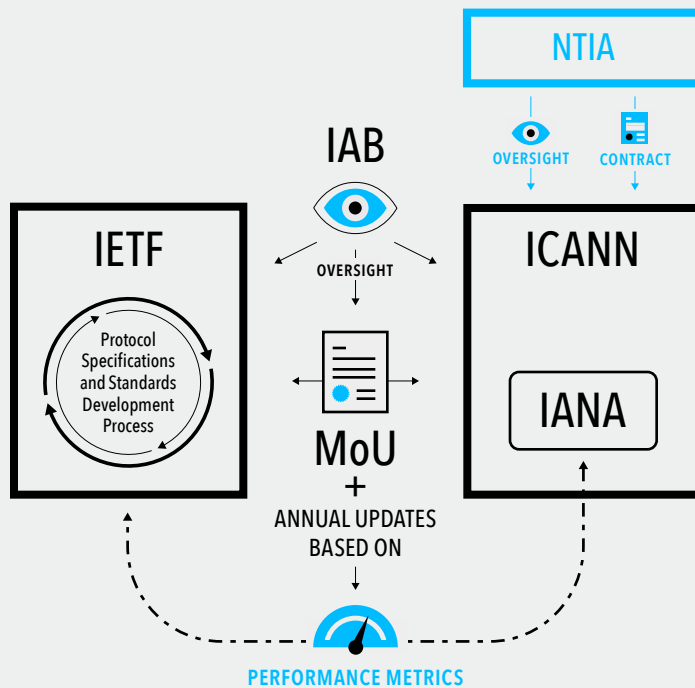 NTIA
OVERSIGHT
CONTRACT
IAB
OVERSIGHT
IETF
Protocol
Specifications
and Standards
Development
Process
ICANN
IANA
MoU
+
ANNUAL UPDATES
BASED ON
PERFORMANCE METRICS